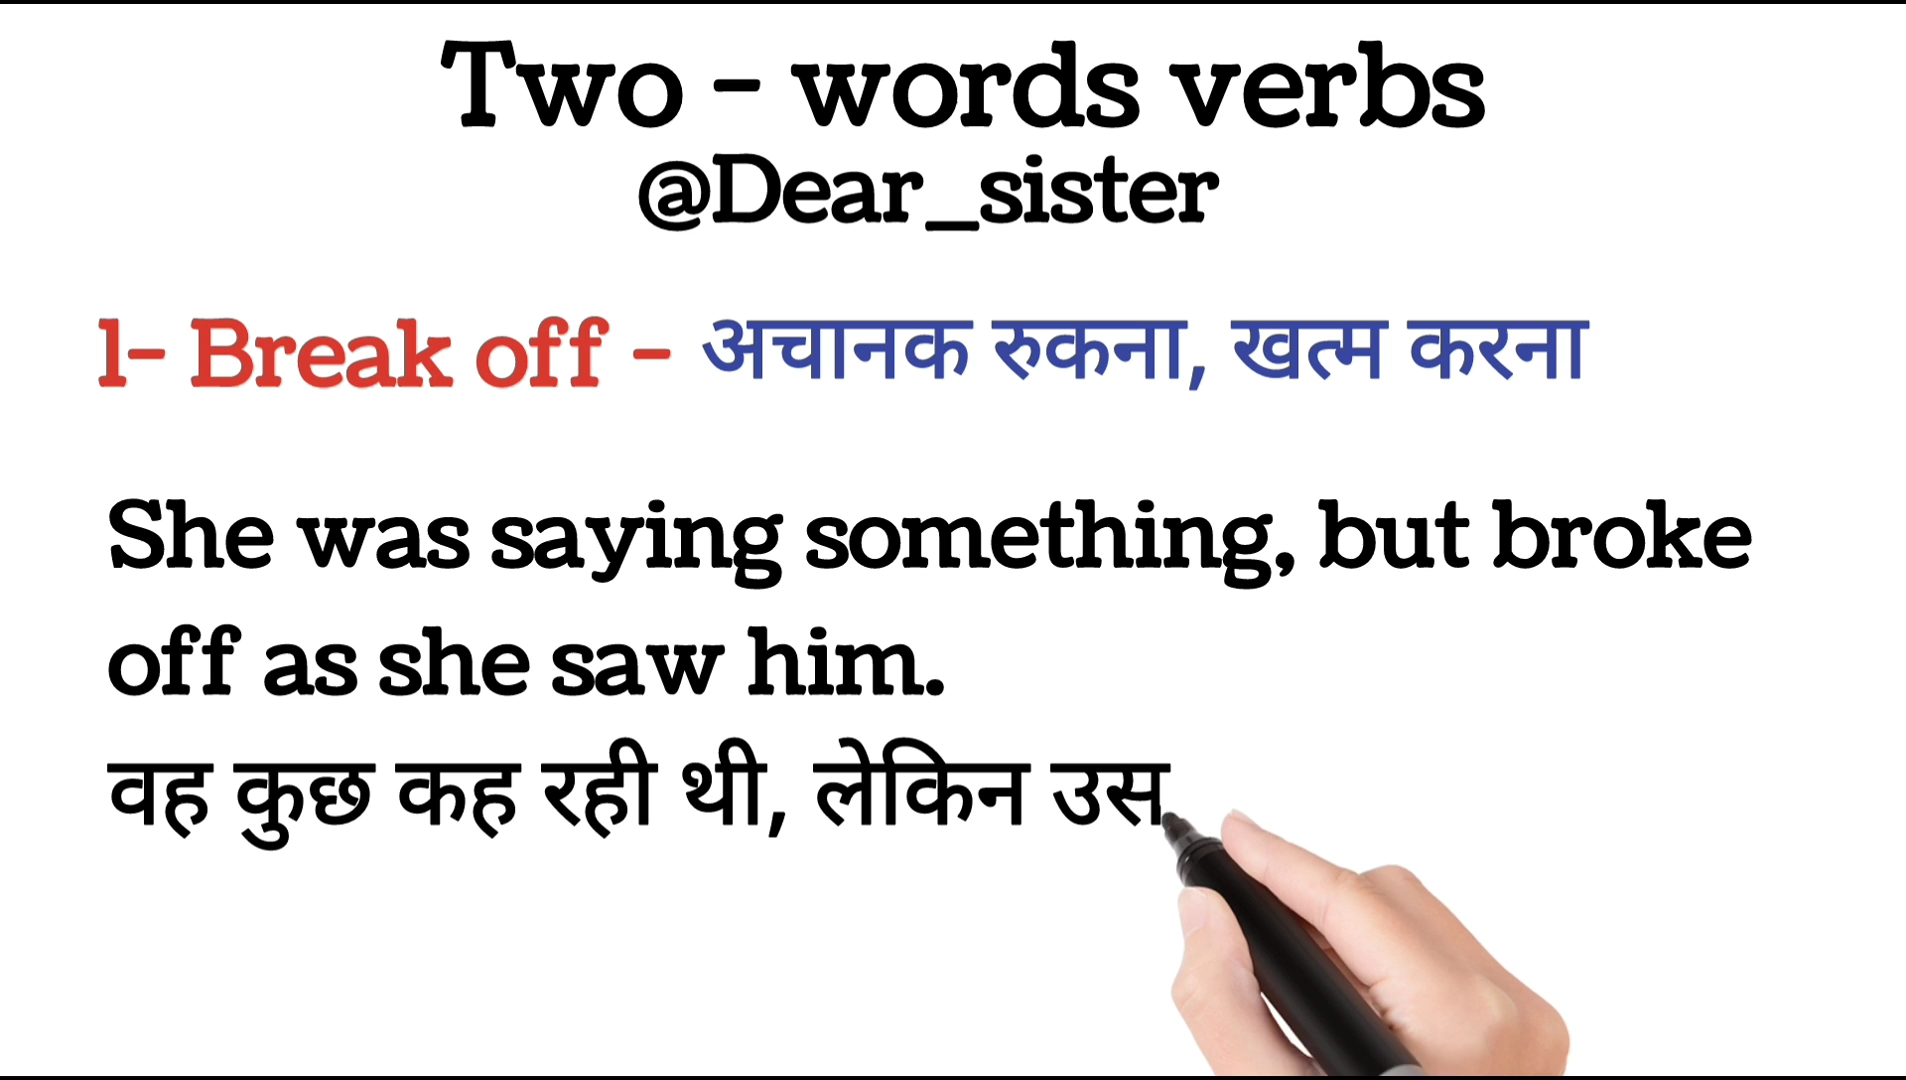 Two - words verbs
@Dear_sister
1- Break off - अचानक रुकना, खत्म करना
She was saying something, but broke
off as she saw him.
वह कुछ कह रही थी, लेकिन उस